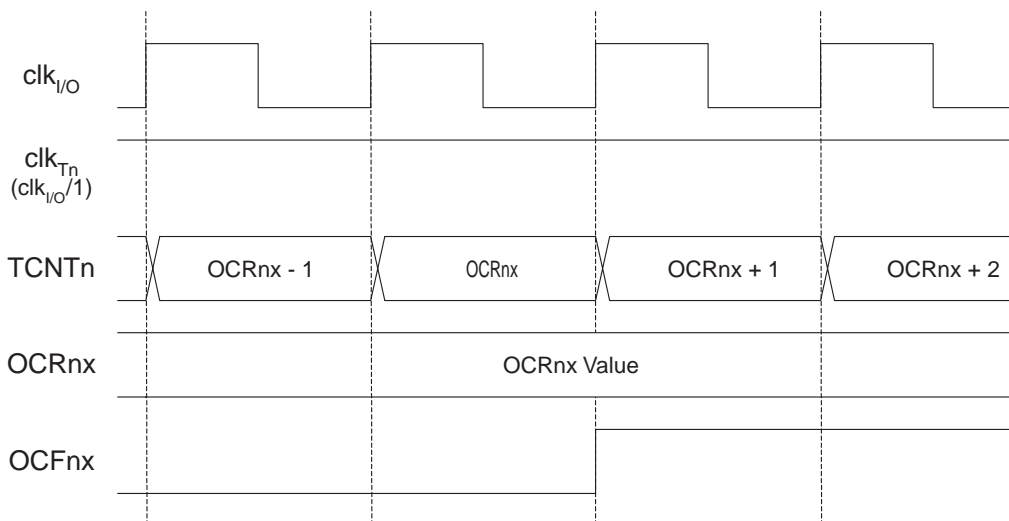 clkI/O
clkTn
(clkI/O/1)
TCNTn
OCRnx - 1
OCRnx
OCRnx + 1
OCRnx + 2
OCRnx
OCRnx Value
OCFnx